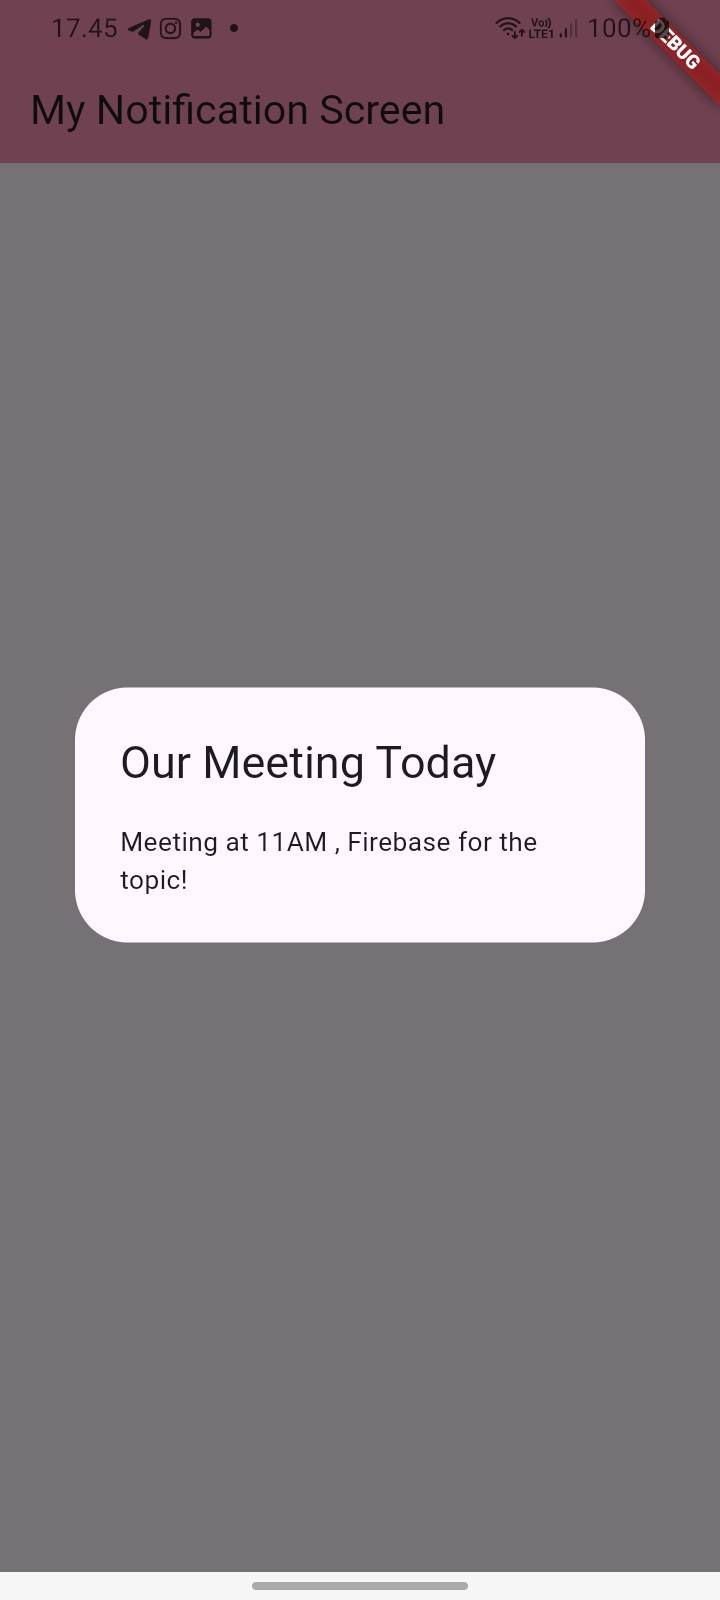 17.45
Vo))
LTE1
100%
DEBUG
My Notification Screen
Our Meeting Today
Meeting at 11AM , Firebase for the
topic!